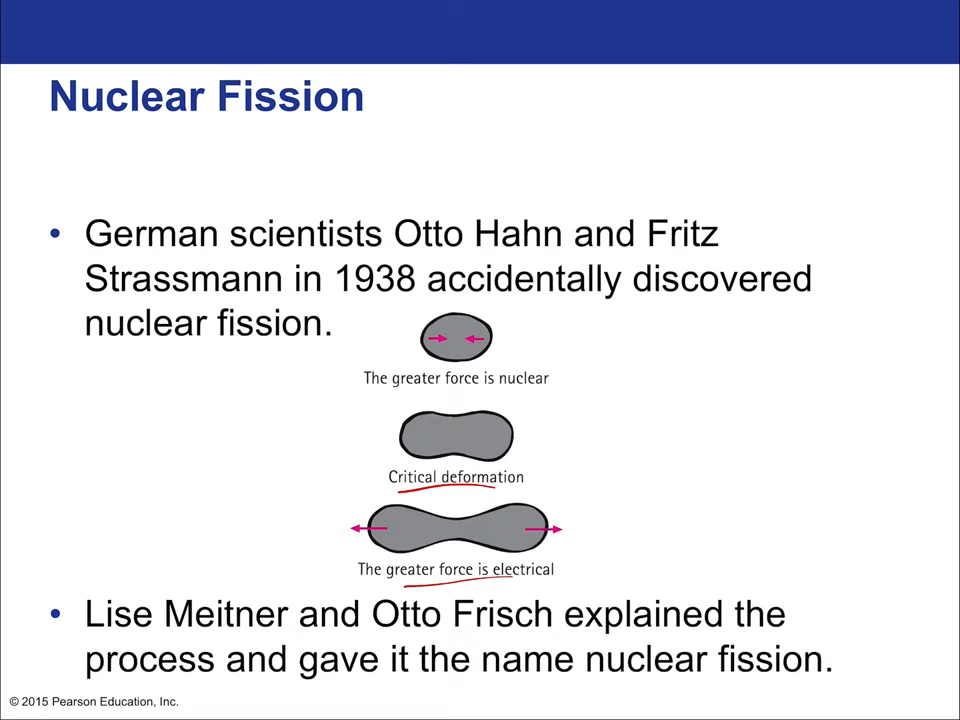 Nuclear Fission
• German scientists Otto Hahn and Fritz
Strassmann in 1938 accidentally discovered
nuclear fission.
The greater force is nuclear
Critical deformation
The greater force is electrical
• Lise Meitner and Otto Frisch explained the
process and gave it the name nuclear fission.
© 2015 Pearson Education, Inc.